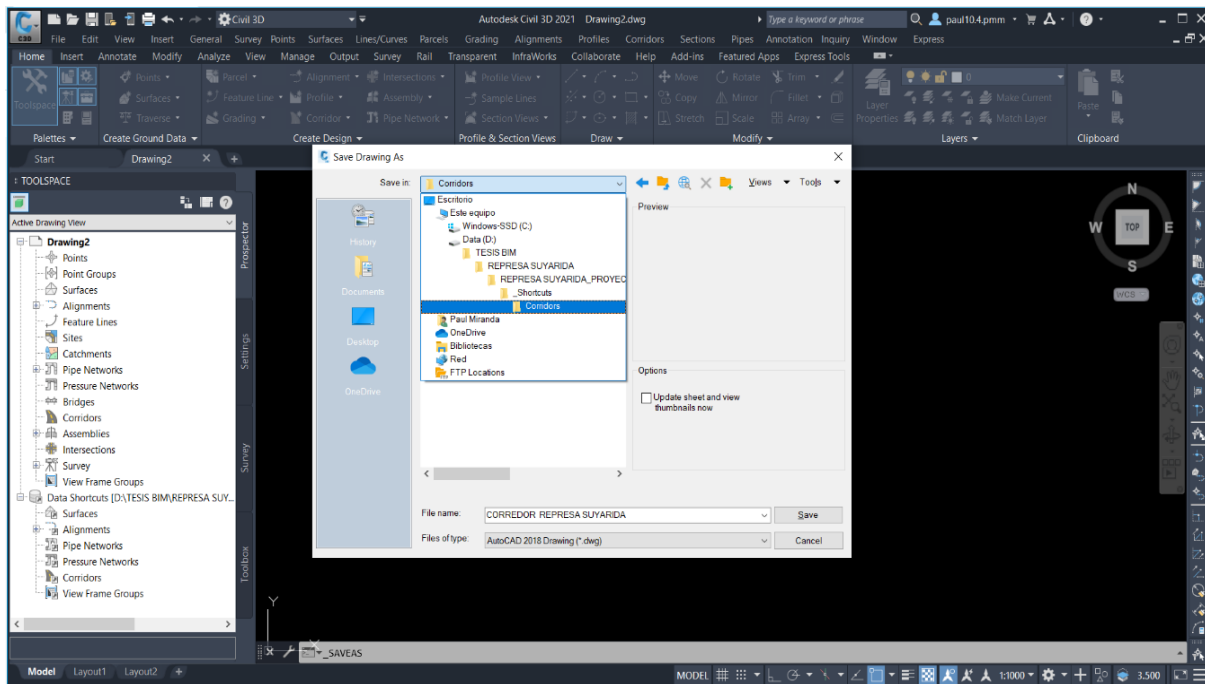 C3D
Civil 3D
Autodesk Civil 3D 2021 Drawing2.dwg
Type a keyword or phrase
paul10.4.pmm
File Edit View Insert General Survey Points Surfaces Lines/Curves Parcels Grading Alignments Profiles Corridors Sections Pipes Annotation Inquiry Window Express
Home Insert Annotate Modify Analyze View Manage Output Survey Rail Transparent InfraWorks Collaborate Help Add-ins Featured Apps Express Tools
Points Parcel Alignment Intersections Profile View Move Rotate Trim 0
Toolspace Surfaces Feature Line Profile Assembly Sample Lines Copy Mirror Fillet Layer Properties Make Current Paste
Traverse Grading Corridor Pipe Network Section Views Stretch Scale Array Match Layer
Palettes Create Ground Data Create Design Profile & Section Views Draw Modify Layers Clipboard
Start Drawing2
TOOLSPACE
Active Drawing View
Drawing2
Points
Point Groups
Surfaces
Alignments
Feature Lines
Sites
Catchments
Pipe Networks
Pressure Networks
Bridges
Corridors
Assemblies
Intersections
Survey
View Frame Groups
Data Shortcuts [D:\TESIS BIM\REPRESA SUY...
Surfaces
Alignments
Pipe Networks
Pressure Networks
Corridors
View Frame Groups
Prospector
Settings
Survey
Toolbox
Save Drawing As
Save in: Corridors
Views Tools
History
Documents
Desktop
OneDrive
Escritorio
Este equipo
Windows-SSD (C:)
Data (D:)
TESIS BIM
REPRESA SUYARIDA
REPRESA SUYARIDA_PROYEC
_Shortcuts
Corridors
Paul Miranda
OneDrive
Bibliotecas
Red
FTP Locations
Preview
Options
Update sheet and view
thumbnails now
File name: CORREDOR REPRESA SUYARIDA Save
Files of type: AutoCAD 2018 Drawing (*.dwg) Cancel
N
W TOP E
S
WCS
Y
X
_SAVEAS
Model Layout1 Layout2
MODEL 1:1000 3.500